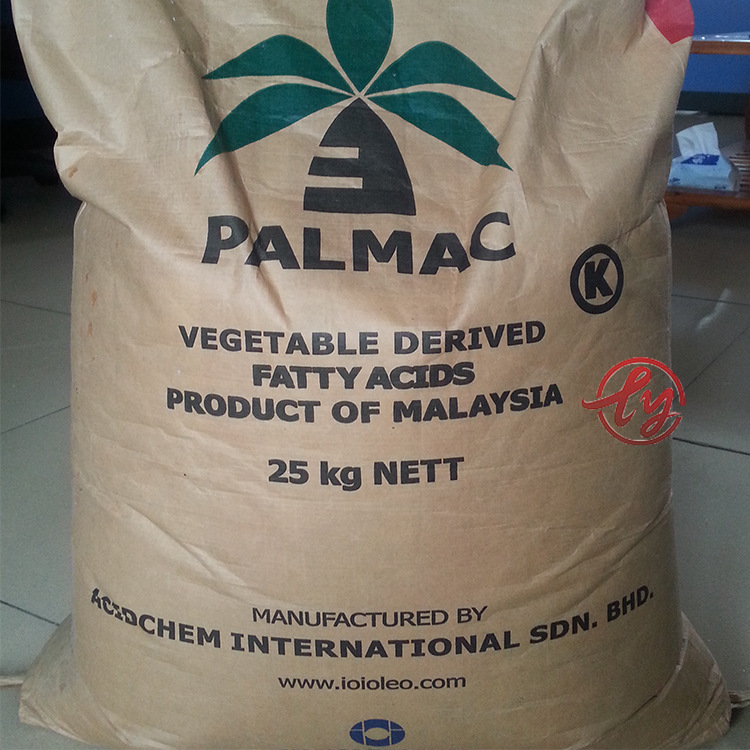 PALMAC
K
VEGETABLE DERIVED
FATTY ACIDS
PRODUCT OF MALAYSIA
ly
25 kg NETT
MANUFACTURED BY
ACIDCHEM INTERNATIONAL SDN. BHD.
www.ioioleo.com